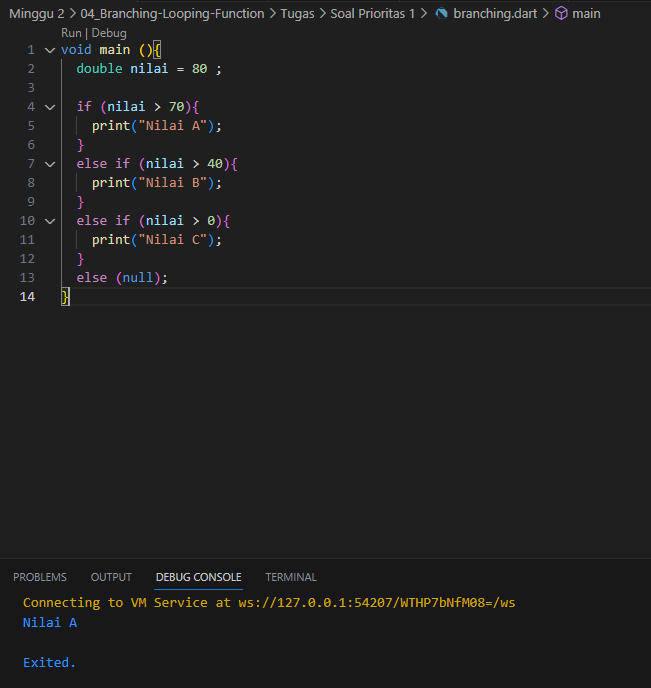 Minggu 2 > 04_Branching-Looping-Function > Tugas > Soal Prioritas 1 > branching.dart > main
Run | Debug
1 void main (){
2 double nilai = 80 ;
3
4 if (nilai > 70){
5 print("Nilai A");
6 }
7 else if (nilai > 40){
8 print("Nilai B");
9 }
10 else if (nilai > 0){
11 print("Nilai C");
12 }
13 else (null);
14 }
PROBLEMS OUTPUT DEBUG CONSOLE TERMINAL
Connecting to VM Service at ws://127.0.0.1:54207/WTHP7bNfM08=/ws
Nilai A
Exited.